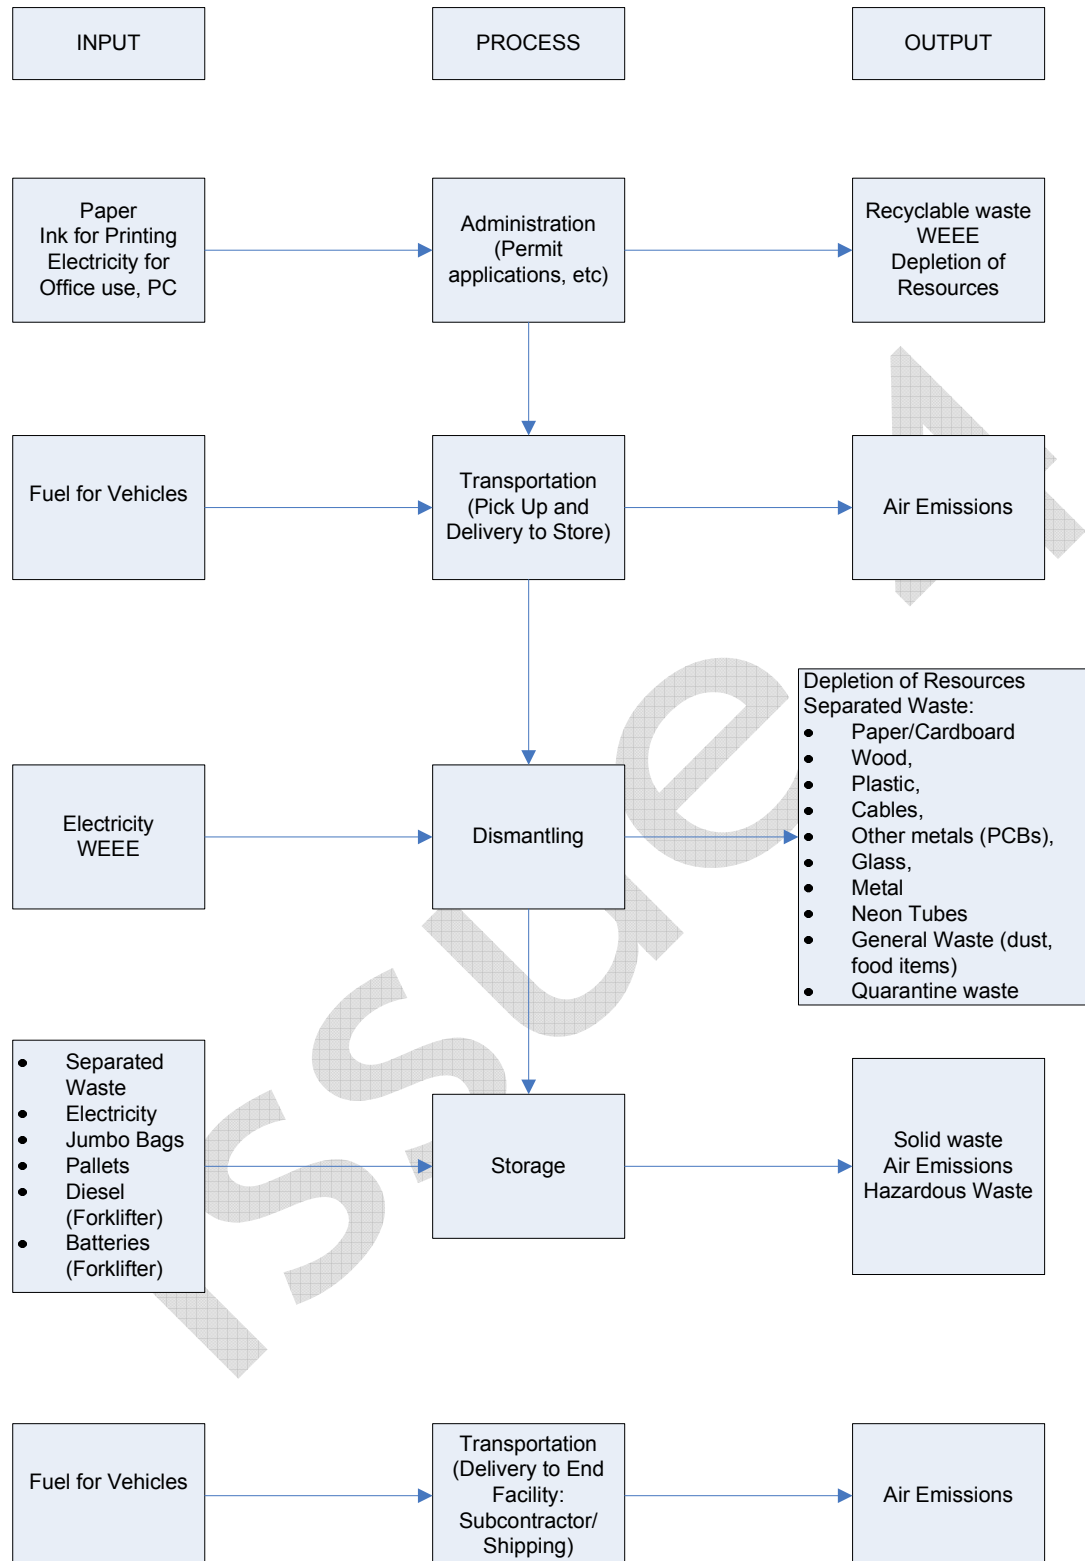 INPUT
PROCESS
OUTPUT
Paper
Ink for Printing
Electricity for
Office use, PC
Administration
(Permit
applications, etc)
Recyclable waste
WEEE
Depletion of
Resources
Fuel for Vehicles
Transportation
(Pick Up and
Delivery to Store)
Air Emissions
Electricity
WEEE
Dismantling
Depletion of Resources
Separated Waste:
• Paper/Cardboard
• Wood,
• Plastic,
• Cables,
• Other metals (PCBs),
• Glass,
• Metal
• Neon Tubes
• General Waste (dust,
food items)
• Quarantine waste
• Separated
Waste
• Electricity
• Jumbo Bags
• Pallets
• Diesel
(Forklifter)
• Batteries
(Forklifter)
Storage
Solid waste
Air Emissions
Hazardous Waste
Fuel for Vehicles
Transportation
(Delivery to End
Facility:
Subcontractor/
Shipping)
Air Emissions
Issue 4